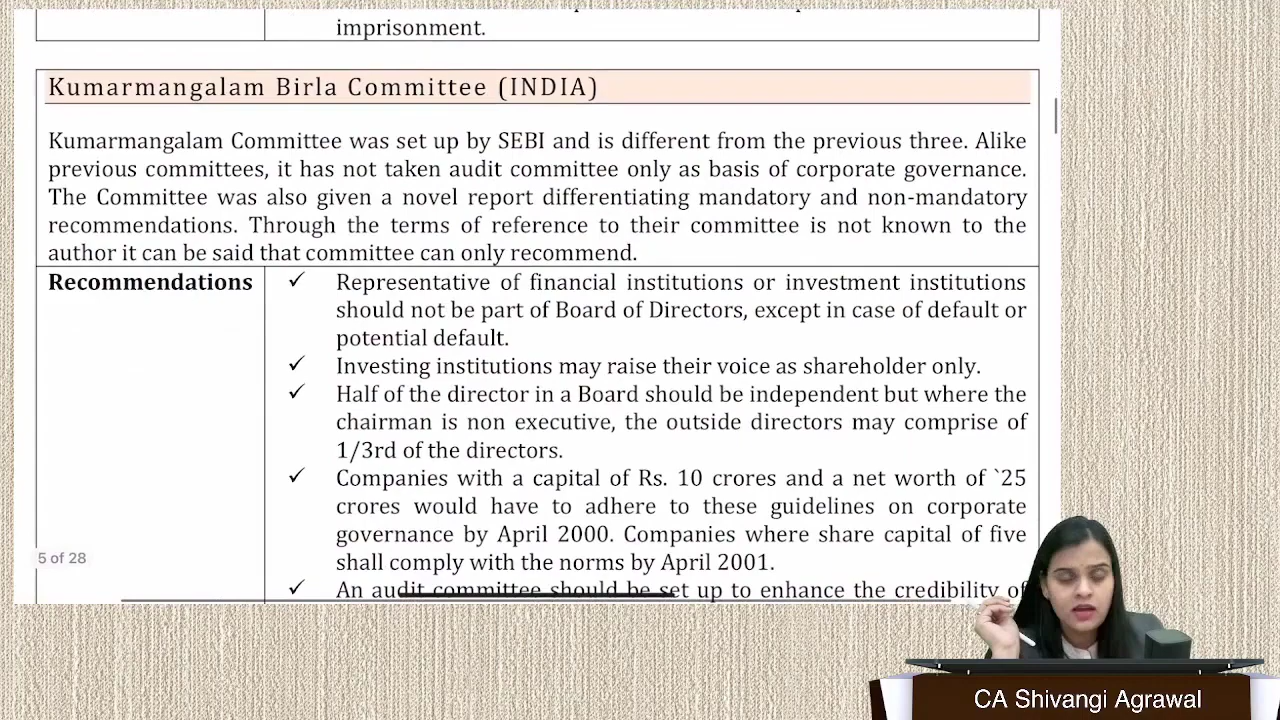 imprisonment.
Kumarmangalam Birla Committee (INDIA)
Kumarmangalam Committee was set up by SEBI and is different from the previous three. Alike
previous committees, it has not taken audit committee only as basis of corporate governance.
The Committee was also given a novel report differentiating mandatory and non-mandatory
recommendations. Through the terms of reference to their committee is not known to the
author it can be said that committee can only recommend.
Recommendations
✓ Representative of financial institutions or investment institutions
should not be part of Board of Directors, except in case of default or
potential default.
✓ Investing institutions may raise their voice as shareholder only.
✓ Half of the director in a Board should be independent but where the
chairman is non executive, the outside directors may comprise of
1/3rd of the directors.
✓ Companies with a capital of Rs. 10 crores and a net worth of `25
crores would have to adhere to these guidelines on corporate
governance by April 2000. Companies where share capital of five
shall comply with the norms by April 2001.
✓ An audit committee should be set up to enhance the credibility of
5 of 28
CA Shivangi Agrawal